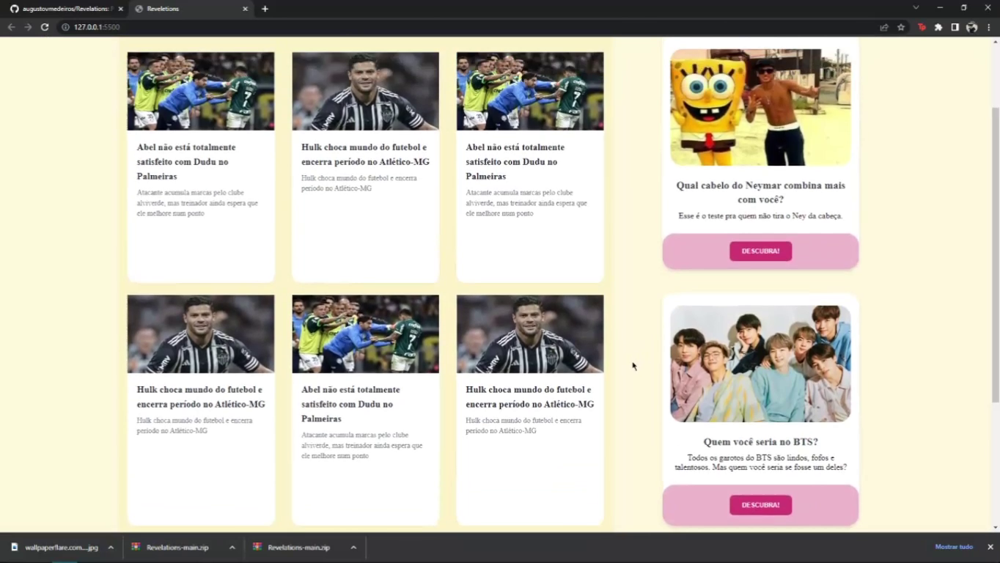 augustovmedeiros/Revelations: P
Reveletions
127.0.0.1:5500
Abel não está totalmente
satisfeito com Dudu no
Palmeiras
Atacante acumula marcas pelo clube
alviverde, mas treinador ainda espera que
ele melhore num ponto
Hulk choca mundo do futebol e
encerra período no Atlético-MG
Hulk choca mundo do futebol e encerra
período no Atlético-MG
Abel não está totalmente
satisfeito com Dudu no
Palmeiras
Atacante acumula marcas pelo clube
alviverde, mas treinador ainda espera que
ele melhore num ponto
Hulk choca mundo do futebol e
encerra período no Atlético-MG
Hulk choca mundo do futebol e encerra
período no Atlético-MG
Abel não está totalmente
satisfeito com Dudu no
Palmeiras
Atacante acumula marcas pelo clube
alviverde, mas treinador ainda espera que
ele melhore num ponto
Hulk choca mundo do futebol e
encerra período no Atlético-MG
Hulk choca mundo do futebol e encerra
período no Atlético-MG
Qual cabelo do Neymar combina mais
com você?
Esse é o teste pra quem não tira o Ney da cabeça.
DESCUBRA!
Quem você seria no BTS?
Todos os garotos do BTS são lindos, fofos e
talentosos. Mas quem você seria se fosse um deles?
DESCUBRA!
wallpaperflare.com....jpg
Revelations-main.zip
Revelations-main.zip
Mostrar tudo